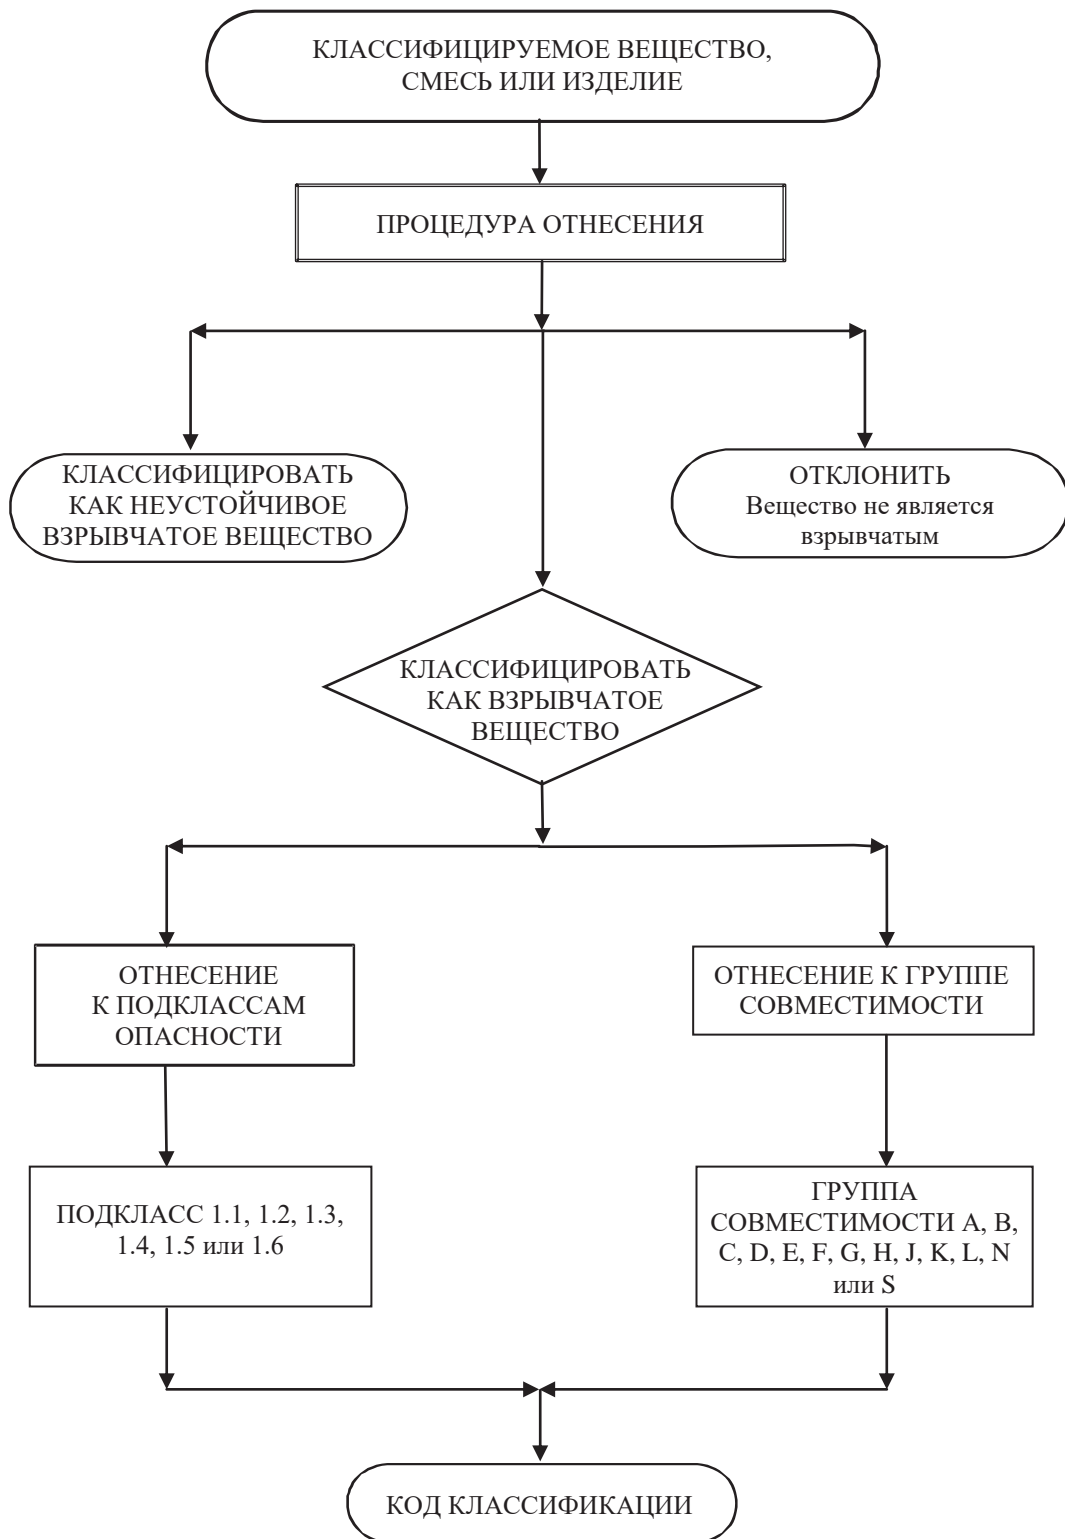 КЛАССИФИЦИРУЕМОЕ ВЕЩЕСТВО,
СМЕСЬ ИЛИ ИЗДЕЛИЕ
ПРОЦЕДУРА ОТНЕСЕНИЯ
КЛАССИФИЦИРОВАТЬ
КАК НЕУСТОЙЧИВОЕ
ВЗРЫВЧАТОЕ ВЕЩЕСТВО
ОТКЛОНИТЬ
Вещество не является
взрывчатым
КЛАССИФИЦИРОВАТЬ
КАК ВЗРЫВЧАТОЕ
ВЕЩЕСТВО
ОТНЕСЕНИЕ
К ПОДКЛАССАМ
ОПАСНОСТИ
ОТНЕСЕНИЕ К ГРУППЕ
СОВМЕСТИМОСТИ
ПОДКЛАСС 1.1, 1.2, 1.3,
1.4, 1.5 или 1.6
ГРУППА
СОВМЕСТИМОСТИ A, B,
C, D, E, F, G, H, J, K, L, N
или S
КОД КЛАССИФИКАЦИИ